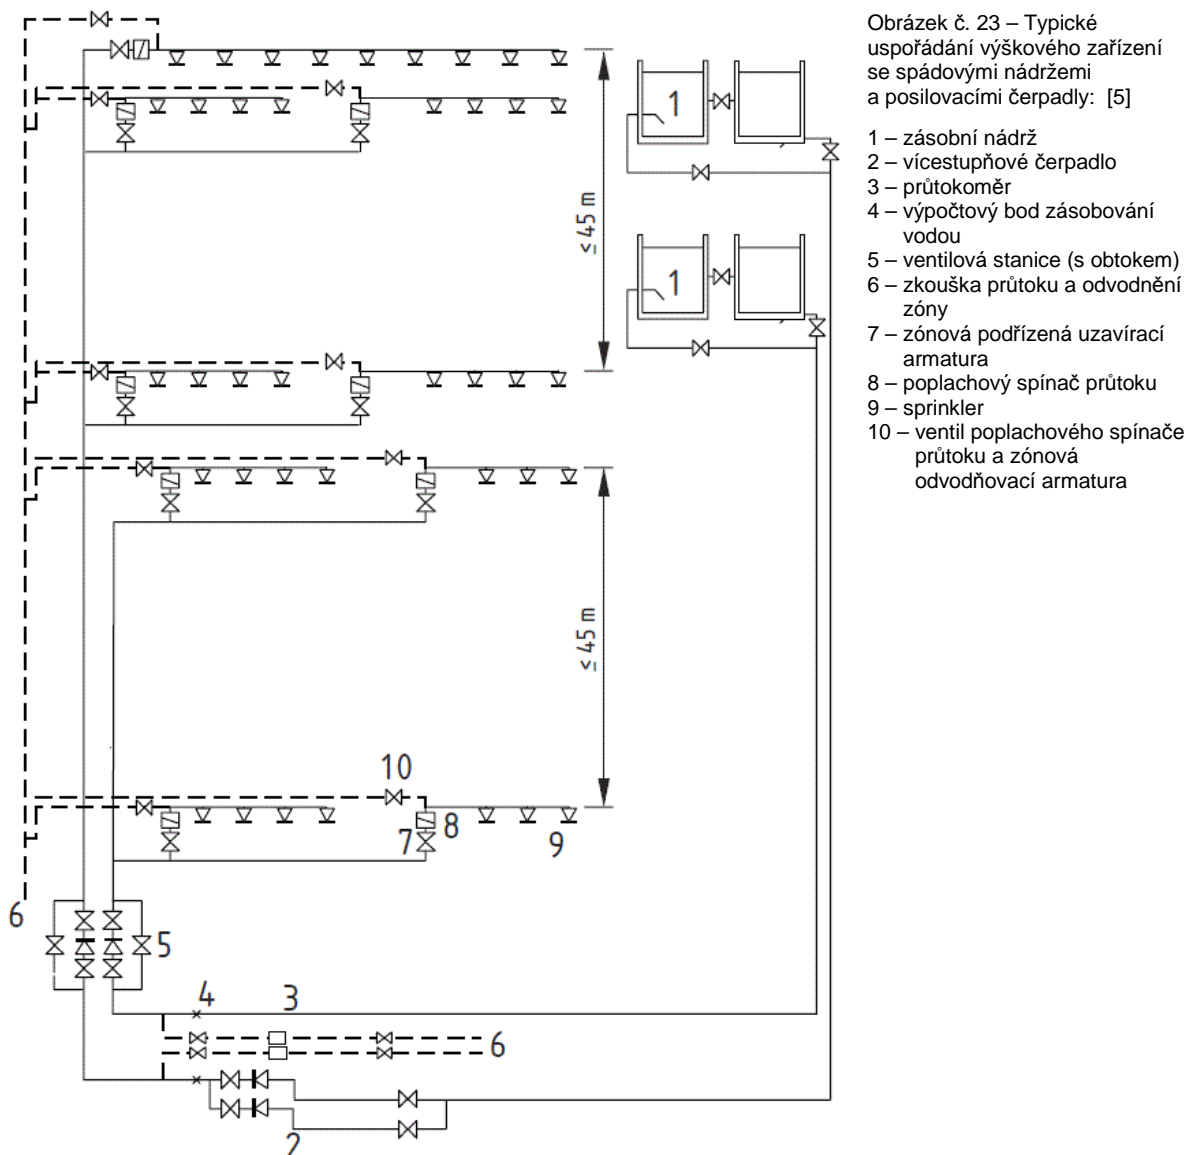 Obrázek č. 23 – Typické
uspořádání výškového zařízení
se spádovými nádržemi
a posilovacími čerpadly: [5]
1 – zásobní nádrž
2 – vícestupňové čerpadlo
3 – průtokoměr
4 – výpočtový bod zásobování
vodou
5 – ventilová stanice (s obtokem)
6 – zkouška průtoku a odvodnění
zóny
7 – zónová podřízená uzavírací
armatura
8 – poplachový spínač průtoku
9 – sprinkler
10 – ventil poplachového spínače
průtoku a zónová
odvodňovací armatura
1
≤ 45 m
1
≤ 45 m
10
8
7
9
6
5
4
3
6
2